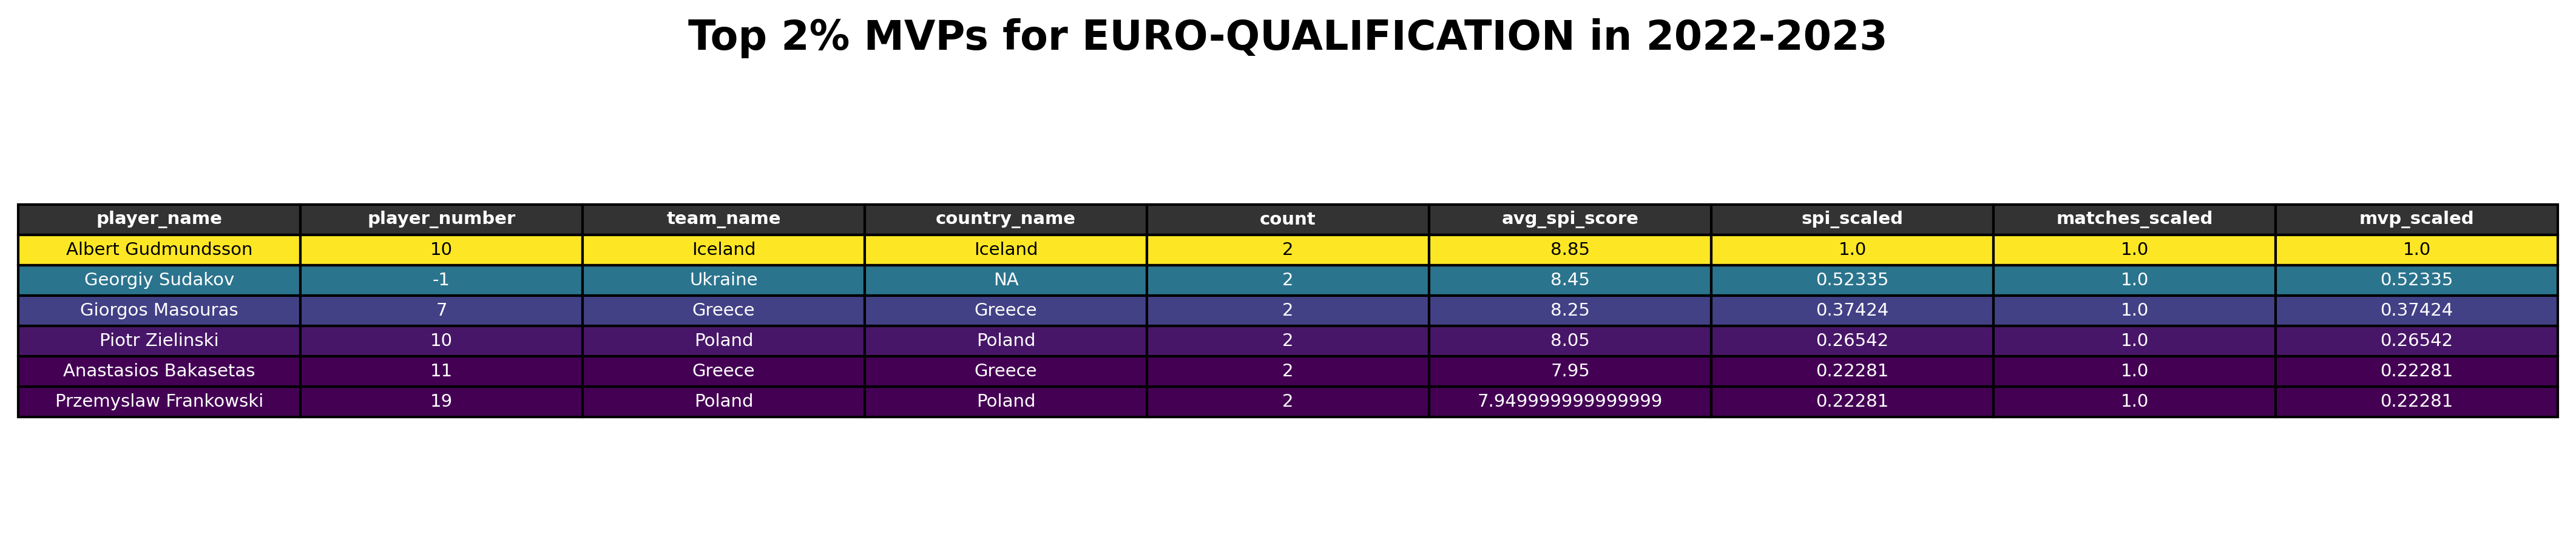 Top 2% MVPs for EURO-QUALIFICATION in 2022-2023
player_name player_number team_name country_name count avg_spi_score spi_scaled matches_scaled mvp_scaled
Albert Gudmundsson 10 Iceland Iceland 2 8.85 1.0 1.0 1.0
Georgiy Sudakov -1 Ukraine NA 2 8.45 0.52335 1.0 0.52335
Giorgos Masouras 7 Greece Greece 2 8.25 0.37424 1.0 0.37424
Piotr Zielinski 10 Poland Poland 2 8.05 0.26542 1.0 0.26542
Anastasios Bakasetas 11 Greece Greece 2 7.95 0.22281 1.0 0.22281
Przemyslaw Frankowski 19 Poland Poland 2 7.949999999999999 0.22281 1.0 0.22281